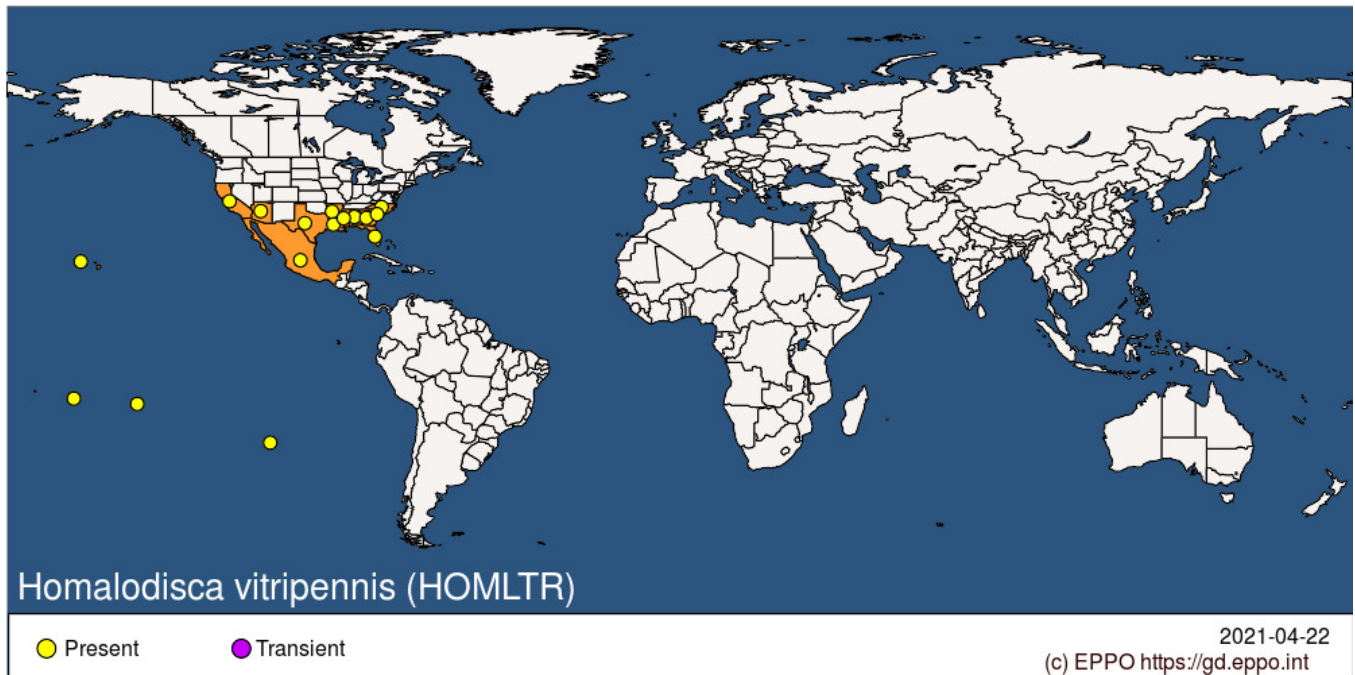 Homalodisca vitripennis (HOMLTR)
Present
Transient
2021-04-22
(c) EPPO https://gd.eppo.int